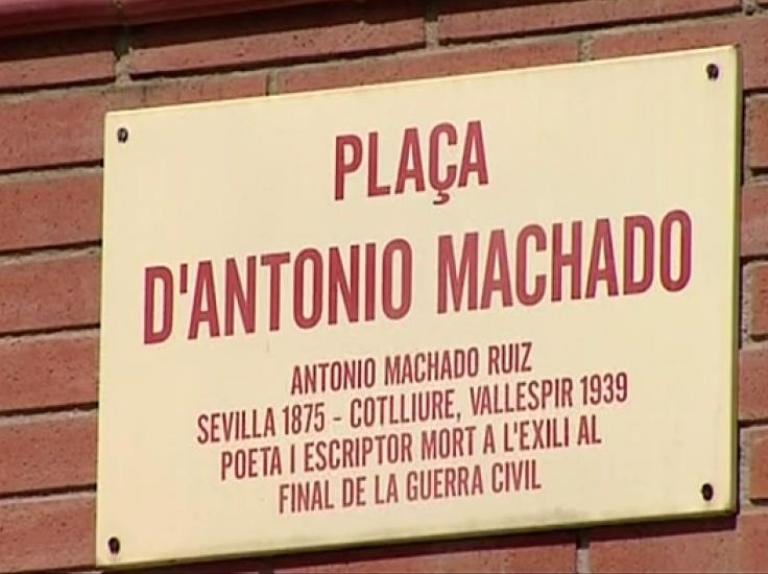 PLAÇA
D'ANTONIO MACHADO
ANTONIO MACHADO RUIZ
SEVILLA 1875 - COTLLIURE, VALLESPIR 1939
POETA I ESCRIPTOR MORT A L'EXILI AL
FINAL DE LA GUERRA CIVIL